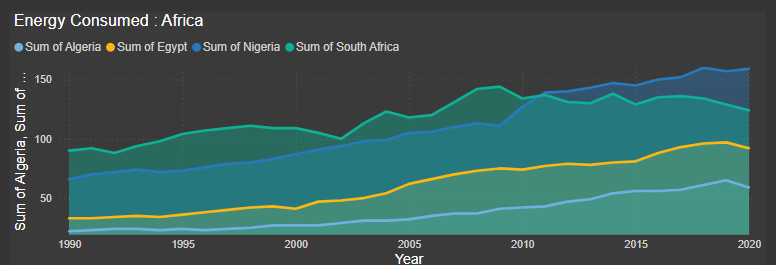 Energy Consumed : Africa
Sum of Algeria Sum of Egypt Sum of Nigeria Sum of South Africa
Sum of Algeria, Sum of ...
150
100
50
1990 1995 2000 2005 2010 2015 2020
Year